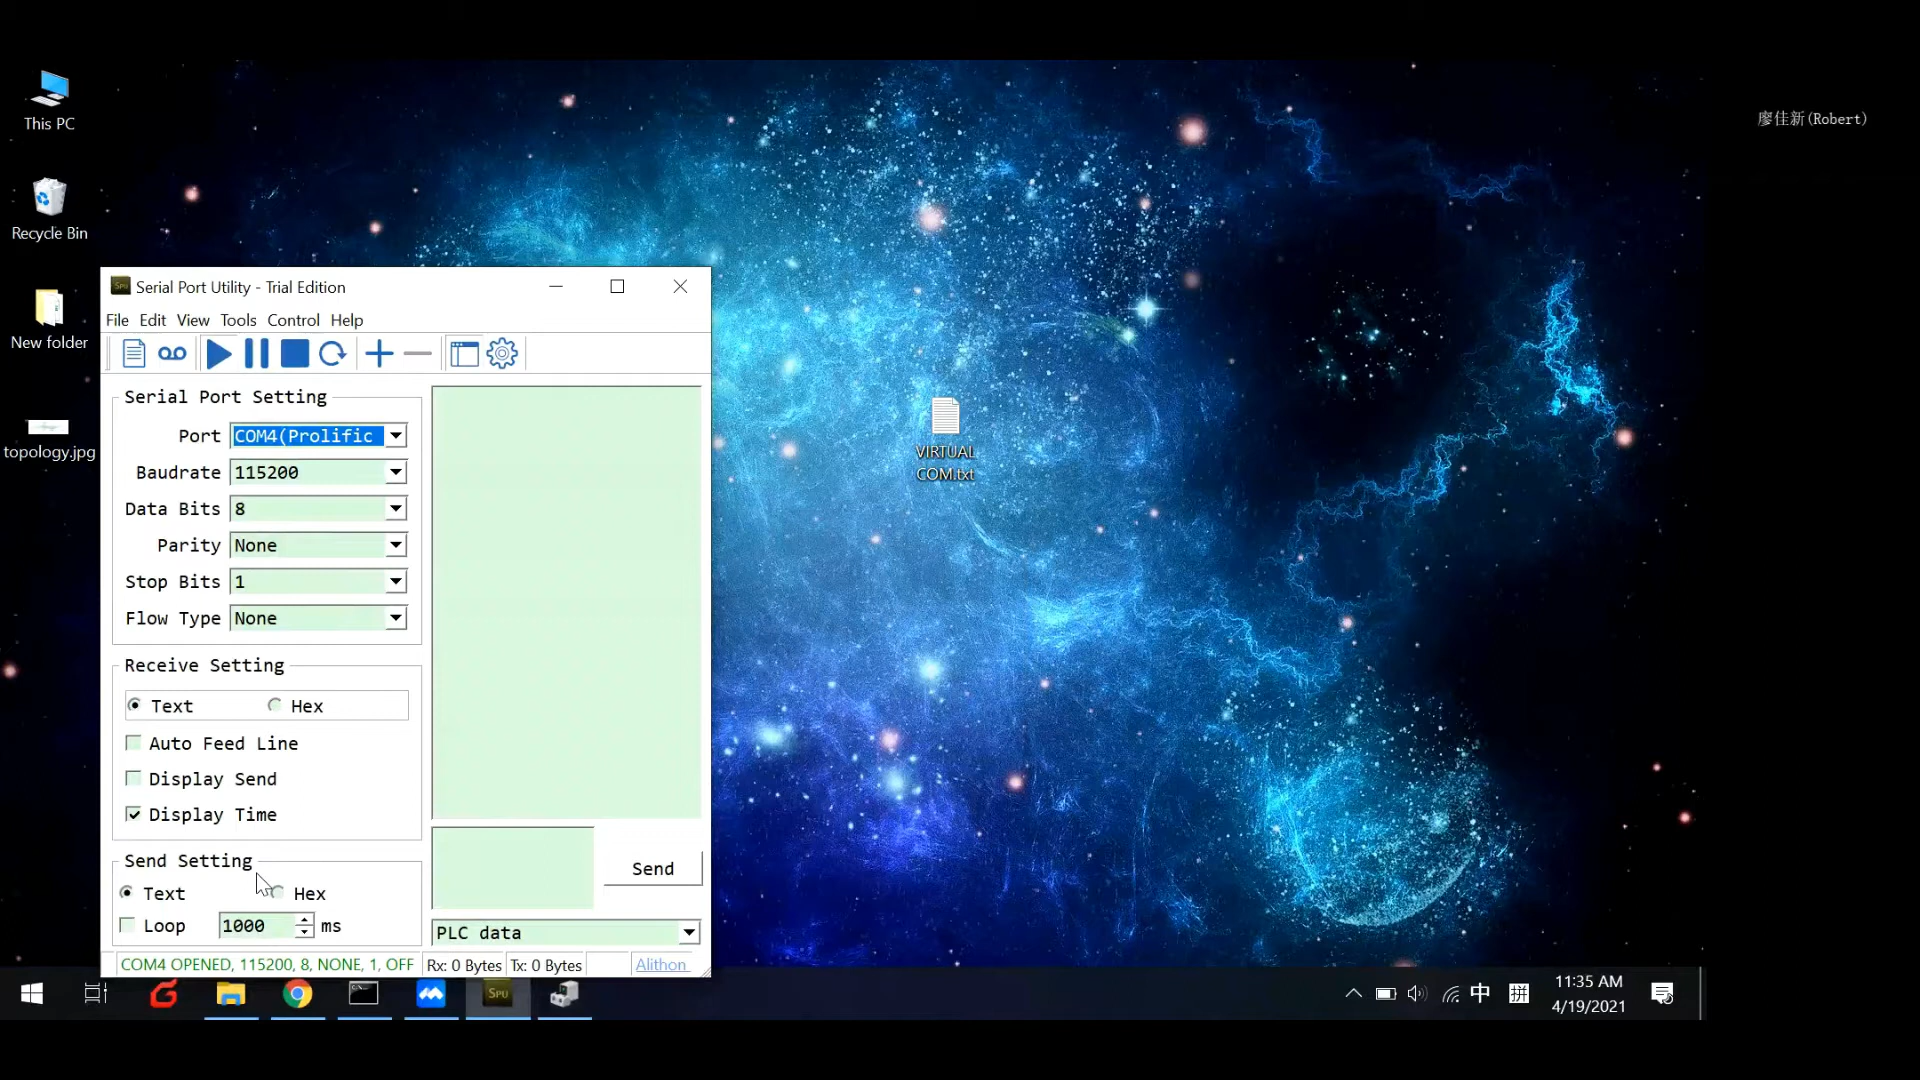 This PC
Recycle Bin
New folder
topology.jpg
廖佳新(Robert)
VIRTUAL
COM.txt
Serial Port Utility - Trial Edition
File Edit View Tools Control Help
Serial Port Setting
Port COM4(Prolific
Baudrate 115200
Data Bits 8
Parity None
Stop Bits 1
Flow Type None
Receive Setting
Text Hex
Auto Feed Line
Display Send
Display Time
Send Setting
Text Hex
Loop 1000 ms
Send
PLC data
COM4 OPENED, 115200, 8, NONE, 1, OFF
Rx: 0 Bytes Tx: 0 Bytes
Alithon
SPU
中
拼
11:35 AM
4/19/2021